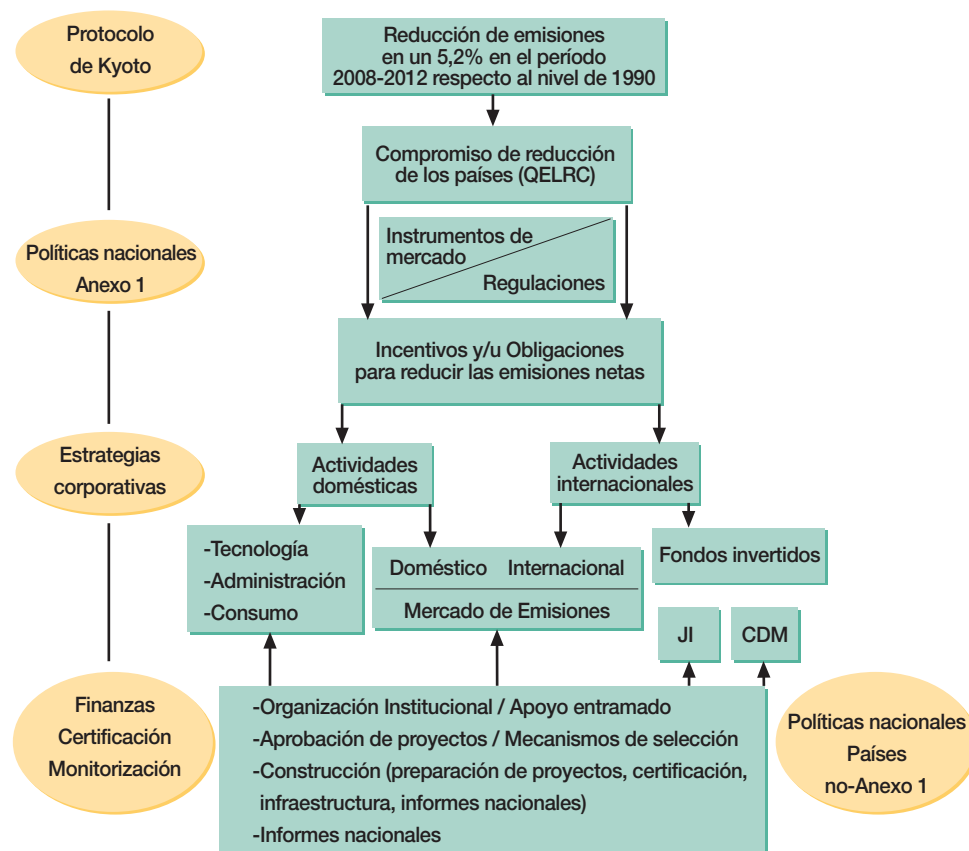 Protocolo
de Kyoto
Reducción de emisiones
en un 5,2% en el período
2008-2012 respecto al nivel de 1990
Compromiso de reducción
de los países (QELRC)
Políticas nacionales
Anexo 1
Instrumentos de
mercado
Regulaciones
Incentivos y/u Obligaciones
para reducir las emisiones netas
Estrategias
corporativas
Actividades
domésticas
Actividades
internacionales
-Tecnología
-Administración
-Consumo
Doméstico Internacional
Mercado de Emisiones
Fondos invertidos
JI
CDM
Finanzas
Certificación
Monitorización
-Organización Institucional / Apoyo entramado
-Aprobación de proyectos / Mecanismos de selección
-Construcción (preparación de proyectos, certificación,
infraestructura, informes nacionales)
-Informes nacionales
Políticas nacionales
Países
no-Anexo 1